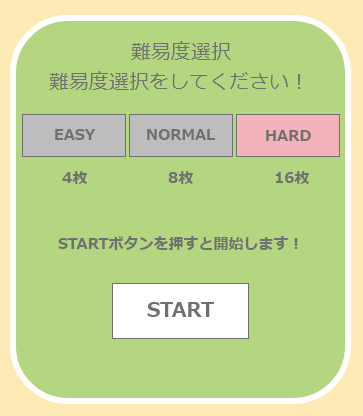 難易度選択
難易度選択をしてください！
EASY NORMAL HARD
4枚 8枚 16枚
STARTボタンを押すと開始します！
START